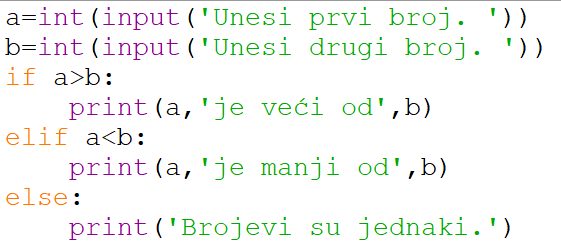 a=int(input('Unesi prvi broj. '))
b=int(input('Unesi drugi broj. '))
if a>b:
    print(a,'je veći od',b)
elif a<b:
    print(a,'je manji od',b)
else:
    print('Brojevi su jednaki.')